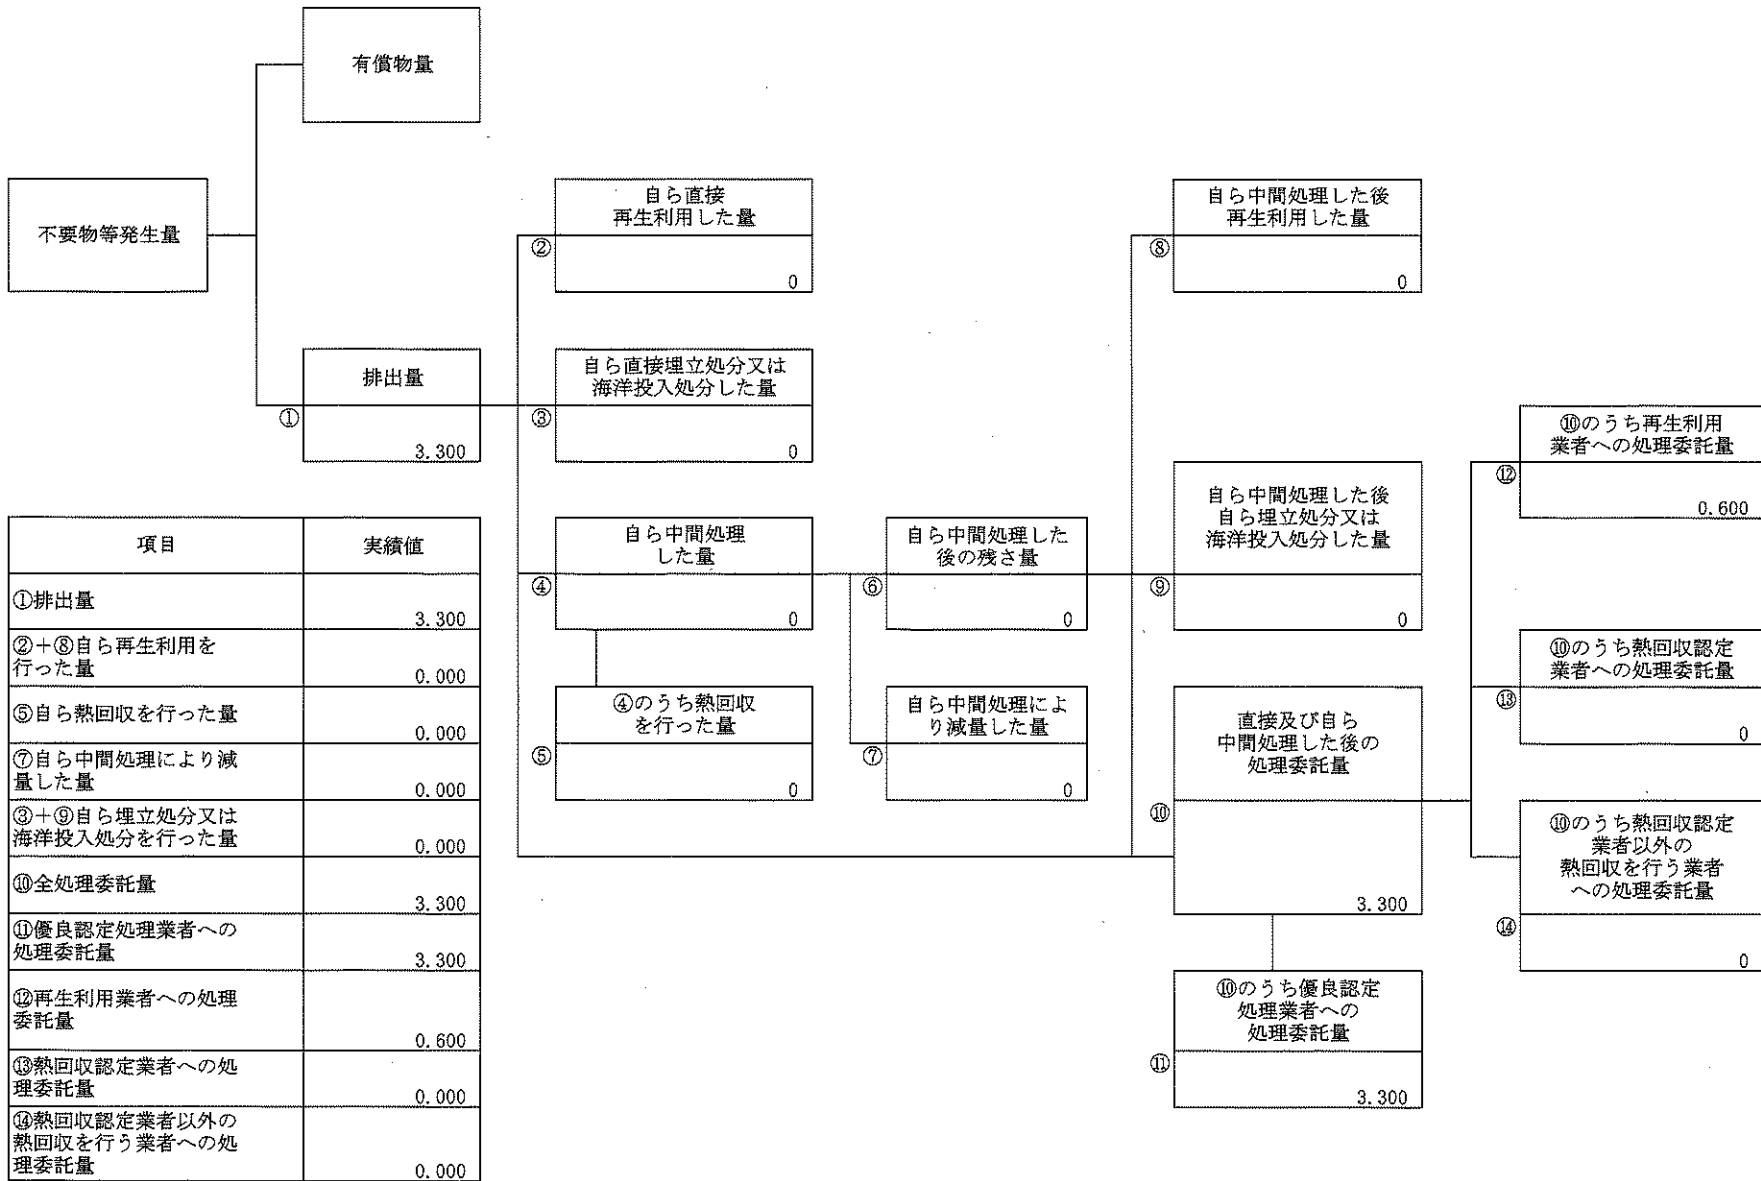 有償物量
不要物等発生量
自ら直接
再生利用した量
②
0
自ら中間処理した後
再生利用した量
⑧
0
排出量
①
3.300
自ら直接埋立処分又は
海洋投入処分した量
③
0
⑩のうち再生利用
業者への処理委託量
⑫
0.600
自ら中間処理
した量
④
0
自ら中間処理した
後の残さ量
⑥
0
自ら中間処理した後
自ら埋立処分又は
海洋投入処分した量
⑨
0
⑩のうち熱回収認定
業者への処理委託量
⑬
0
④のうち熱回収
を行った量
⑤
0
自ら中間処理によ
り減量した量
⑦
0
直接及び自ら
中間処理した後の
処理委託量
⑩
3.300
⑩のうち熱回収認定
業者以外の
熱回収を行う業者
への処理委託量
⑭
0
⑩のうち優良認定
処理業者への
処理委託量
⑪
3.300
項目 実績値
①排出量
3.300
②+⑧自ら再生利用を
行った量
0.000
⑤自ら熱回収を行った量
0.000
⑦自ら中間処理により減
量した量
0.000
③+⑨自ら埋立処分又は
海洋投入処分を行った量
0.000
⑩全処理委託量
3.300
⑪優良認定処理業者への
処理委託量
3.300
⑫再生利用業者への処理
委託量
0.600
⑬熱回収認定業者への処
理委託量
0.000
⑭熱回収認定業者以外の
熱回収を行う業者への処
理委託量
0.000